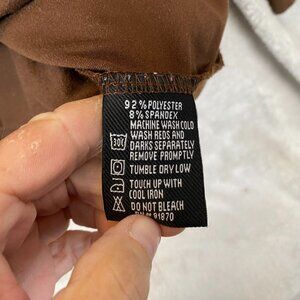 92% POLYESTER
8% SPANDEX
MACHINE WASH COLD
WASH REDS AND
DARKS SEPARATELY
REMOVE PROMPTLY
TUMBLE DRY LOW
TOUCH UP WITH
COOL IRON
DO NOT BLEACH
91870